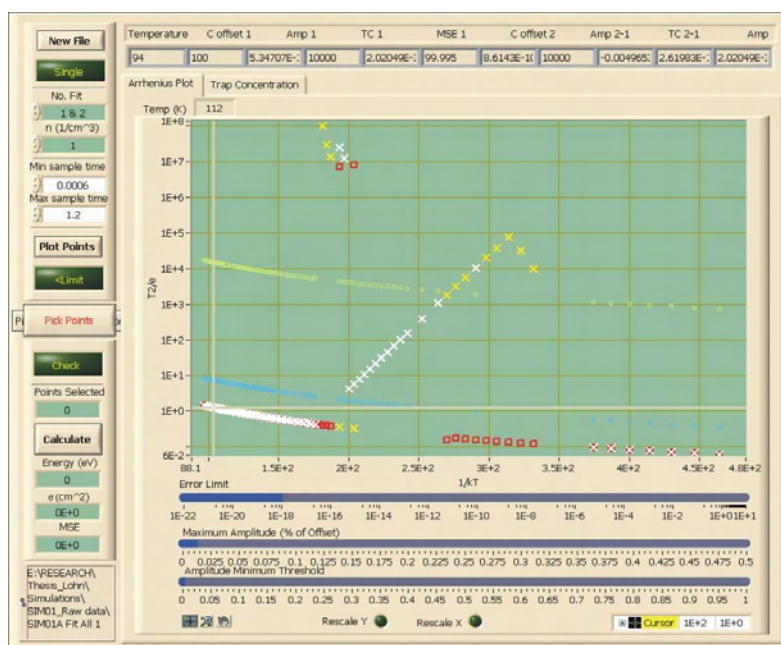 New File
Single
No. Fit
1 & 2
n (1/cm^3)
1
Min sample time
0.0006
Max sample time
1.2
Plot Points
<Limit
Pick Points
Check
Points Selected
0
Calculate
Energy (eV)
0
σ (cm^2)
0E+0
MSE
0E+0
E:\RESEARCH\
Thesis_Lohn\
Simulations\
SIM01_Raw data\
SIM01A Fit All 1
Temperature C offset 1 Amp 1 TC 1 MSE 1 C offset 2 Amp 2-1 TC 2-1 Amp
94 100 5.34707E-: 10000 2.02049E-: 99.995 8.6143E-1( 10000 -0.004965: 2.61983E-: 2.02049E-:
Arrhenius Plot Trap Concentration
Temp (K) 112
1E+8
1E+7
1E+6
1E+5
1E+4
1E+3
1E+2
1E+1
1E+0
6E-2
T2/e
88.1 1.5E+2 2E+2 2.5E+2 3E+2 3.5E+2 4E+2 4.5E+2 4.8E+2
1/kT
Error Limit
1E-22 1E-20 1E-18 1E-16 1E-14 1E-12 1E-10 1E-8 1E-6 1E-4 1E-2 1E+0 1E+1
Maximum Amplitude (% of Offset)
0 0.025 0.05 0.075 0.1 0.125 0.15 0.175 0.2 0.225 0.25 0.275 0.3 0.325 0.35 0.375 0.4 0.425 0.45 0.475 0.5
Amplitude Minimum Threshold
0 0.05 0.1 0.15 0.2 0.25 0.3 0.35 0.4 0.45 0.5 0.55 0.6 0.65 0.7 0.75 0.8 0.85 0.9 0.95 1
Rescale Y Rescale X Cursor 1E+2 1E+0